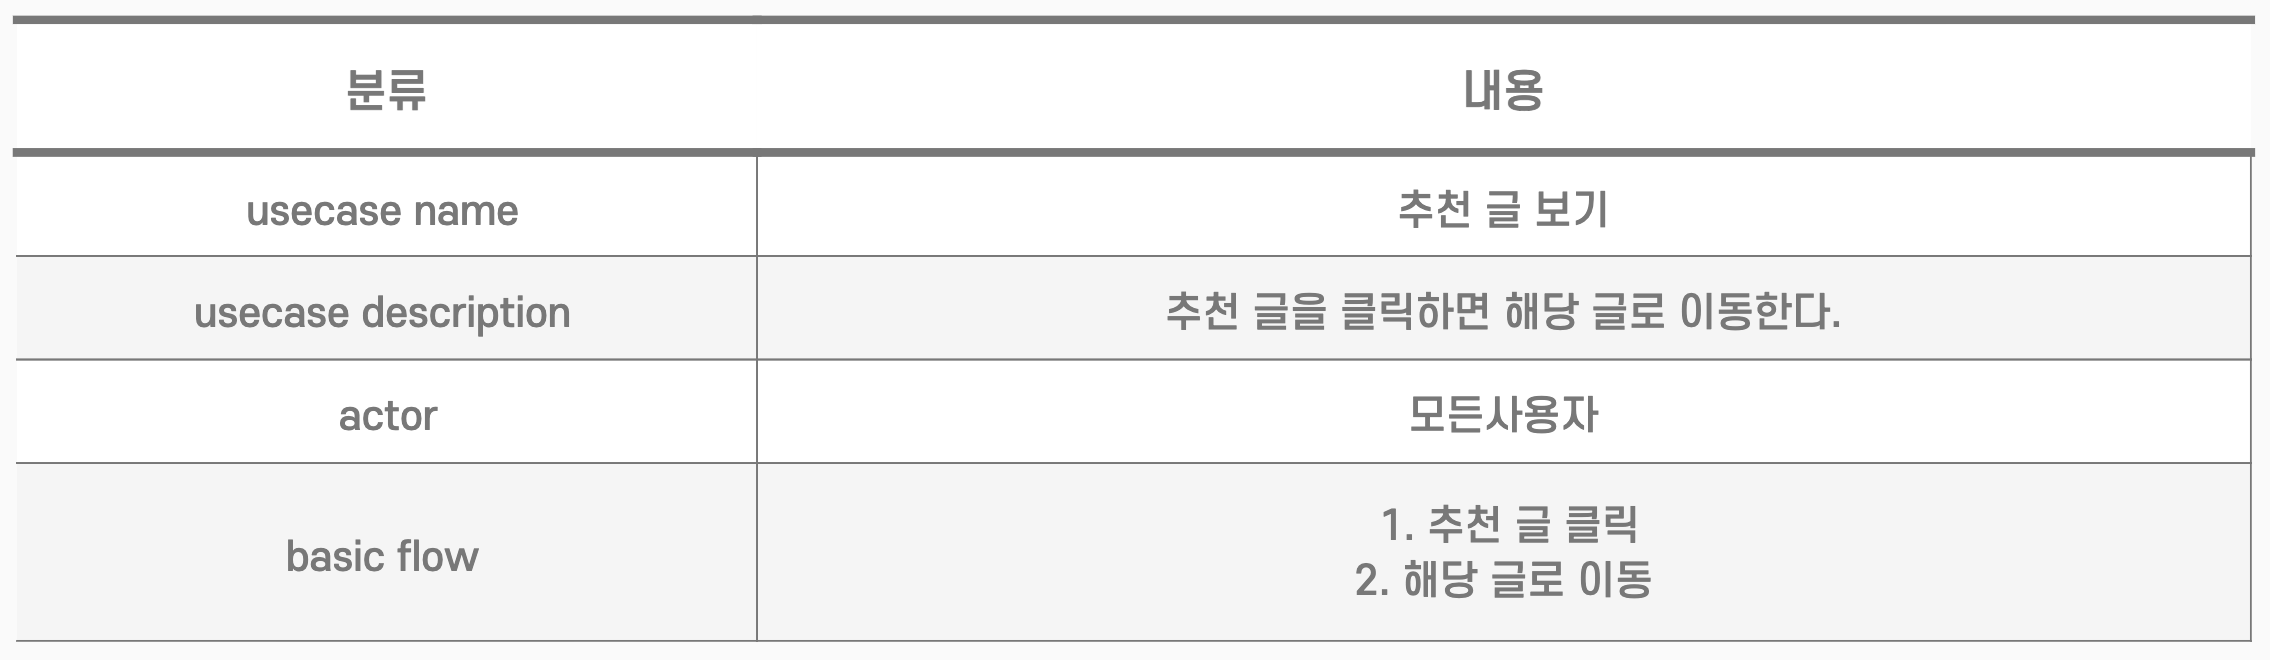 분류 내용
usecase name 추천 글 보기
usecase description 추천 글을 클릭하면 해당 글로 이동한다.
actor 모든사용자
basic flow
1. 추천 글 클릭
2. 해당 글로 이동